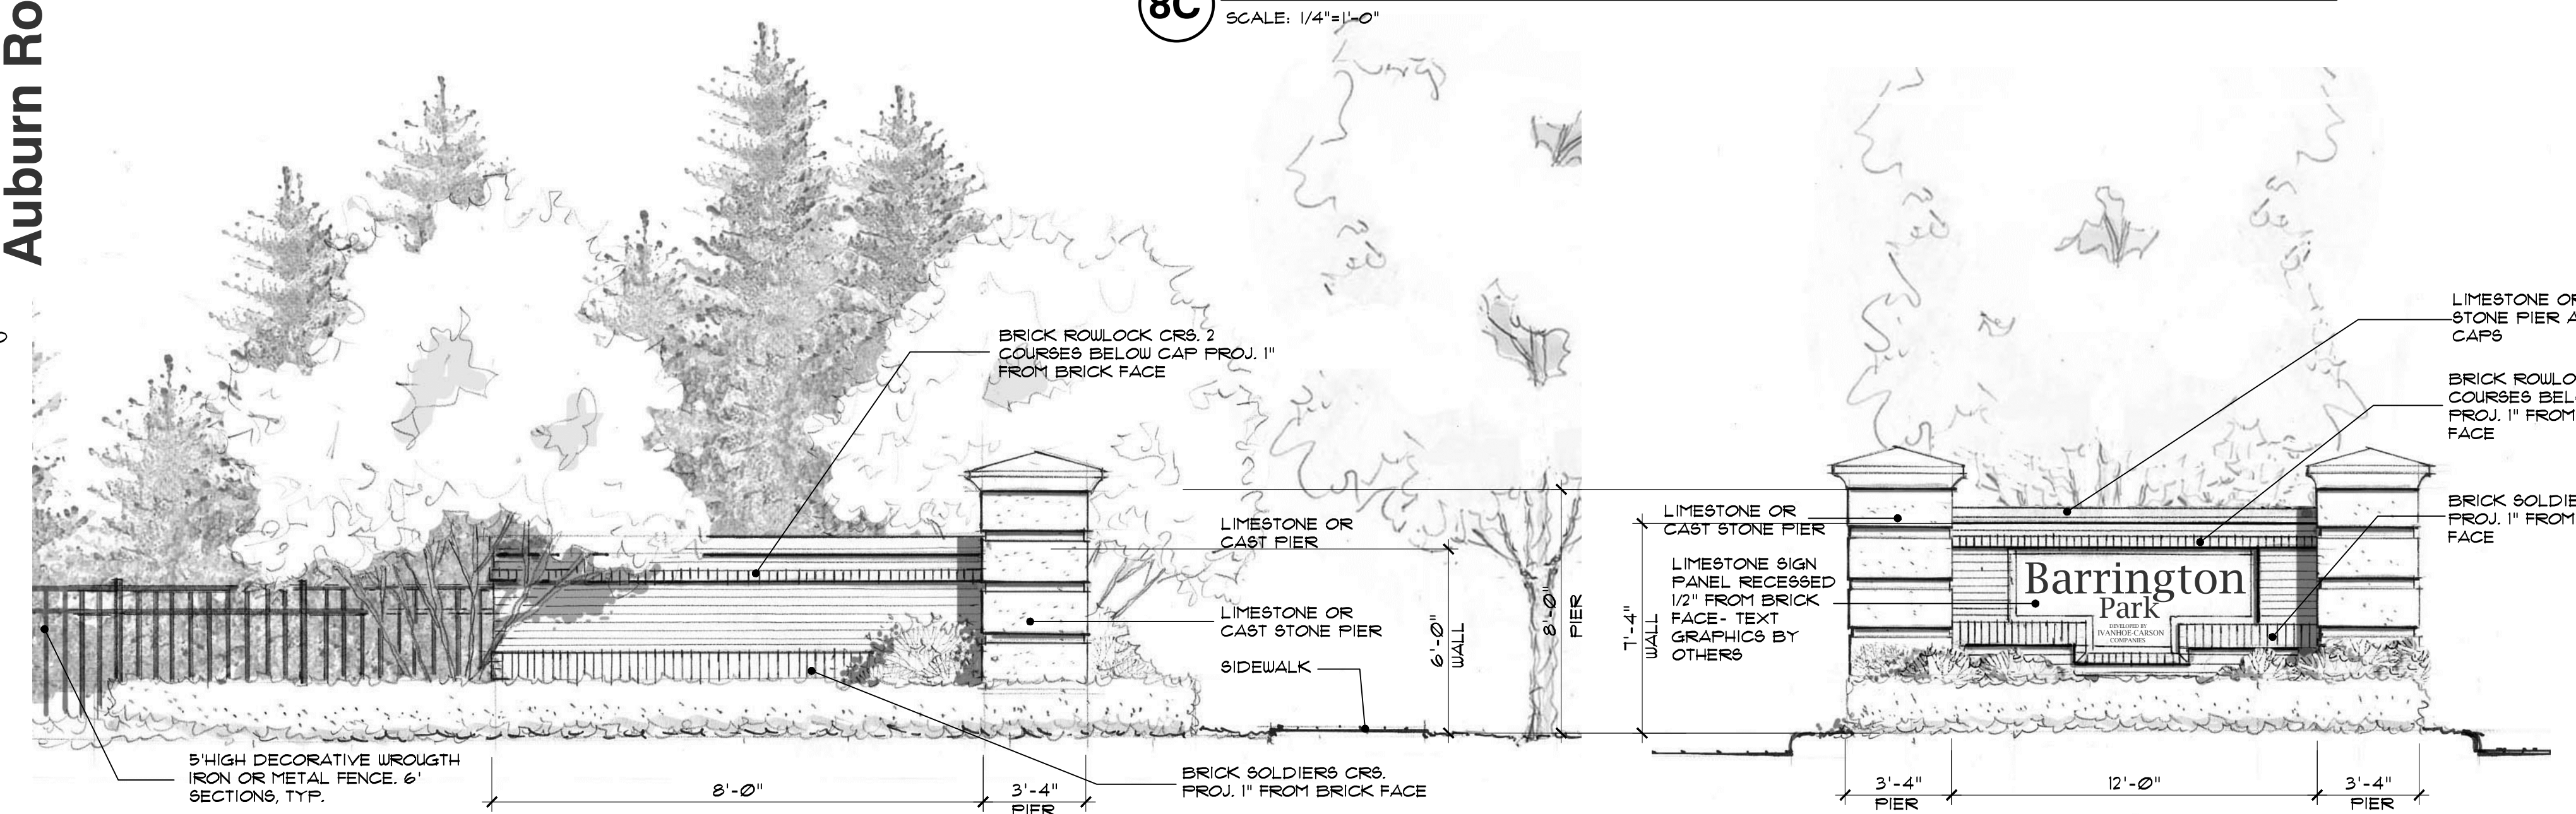 Auburn Ro
8C
SCALE: 1/4"=1'-0"
BRICK ROWLOCK CRS. 2
COURSES BELOW CAP PROJ. 1"
FROM BRICK FACE
LIMESTONE OR
CAST PIER
LIMESTONE OR
CAST STONE PIER
SIDEWALK
6'-0"
WALL
8'-0"
PIER
5'HIGH DECORATIVE WROUGTH
IRON OR METAL FENCE. 6'
SECTIONS, TYP.
8'-0"
3'-4"
PIER
BRICK SOLDIERS CRS.
PROJ. 1" FROM BRICK FACE
7'-4"
WALL
LIMESTONE OR
CAST STONE PIER
LIMESTONE SIGN
PANEL RECESSED
1/2" FROM BRICK
FACE- TEXT
GRAPHICS BY
OTHERS
Barrington
Park
DEVELOPED BY
IVANHOE-CARSON
COMPANIES
LIMESTONE OR
STONE PIER A
CAPS
BRICK ROWLO
COURSES BEL
PROJ. 1" FROM
FACE
BRICK SOLDIE
PROJ. 1" FROM
FACE
3'-4"
PIER
12'-0"
3'-4"
PIER